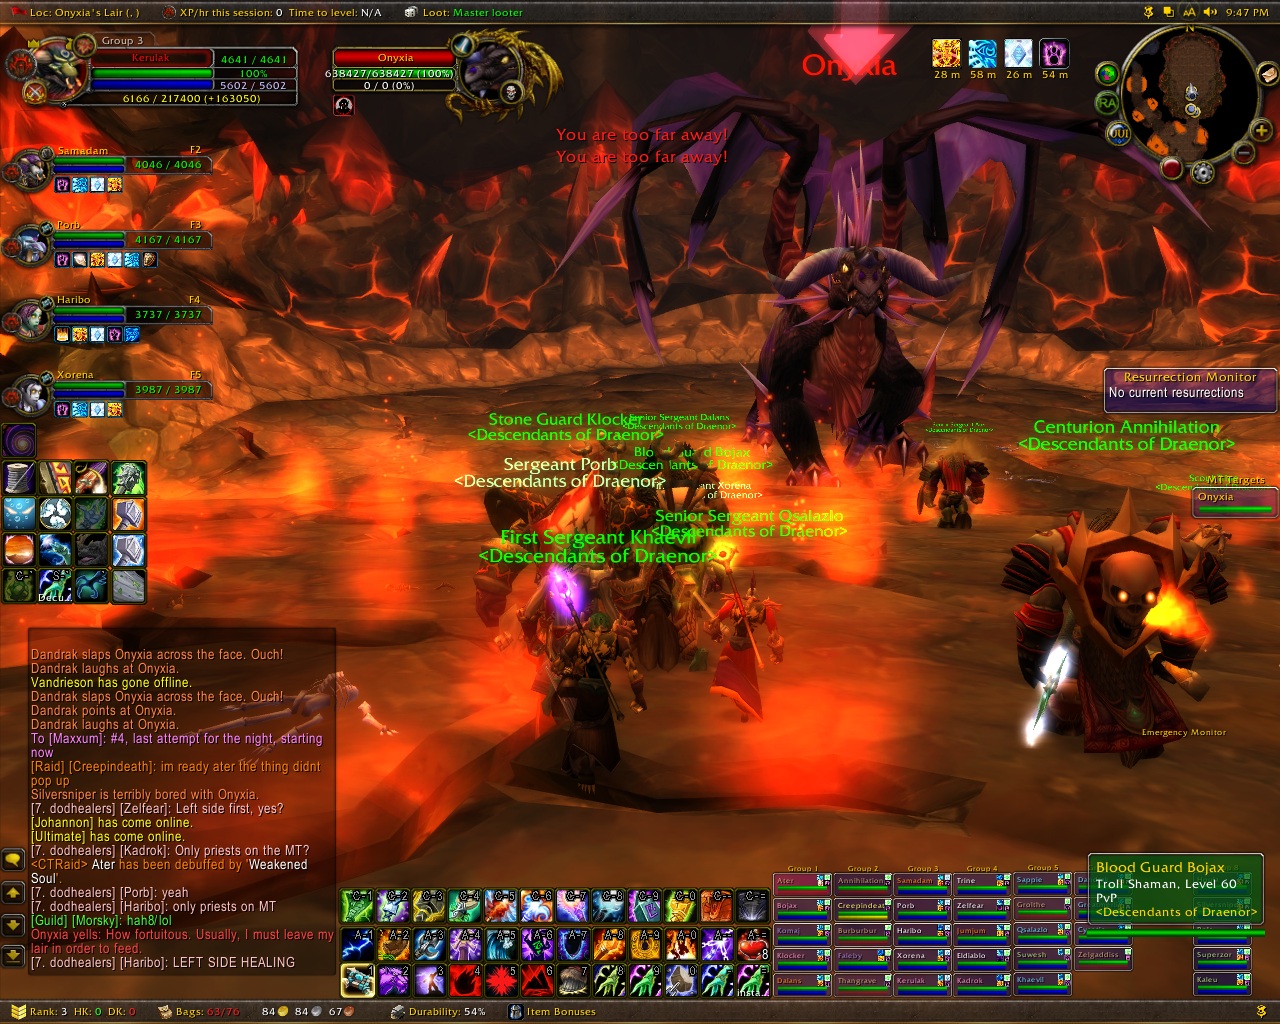 Loc: Onyxia's Lair (, )
XP/hr this session: 0 Time to level: N/A
Loot: Master looter
9:47 PM
Group 3
Kerulak
4641 / 4641
100%
5602 / 5602
6166 / 217400 (+163050)
Onyxia
638427/638427 (100%)
0 / 0 (0%)
Onyxia
28 m
58 m
26 m
54 m
You are too far away!
You are too far away!
Samadam
F2
4046 / 4046
Porb
F3
4167 / 4167
Haribo
F4
3737 / 3737
Xorena
F5
3987 / 3987
RA
Resurrection Monitor
No current resurrections
Stone Guard Klocker
<Descendants of Draenor>
Senior Sergeant Dalans
<Descendants of Draenor>
Centurion Annihilation
<Descendants of Draenor>
Sergeant Porb
<Descendants of Draenor>
MT Targets
Onyxia
Senior Sergeant Qsalazlo
<Descendants of Draenor>
First Sergeant Khaevil
<Descendants of Draenor>
Dandrak slaps Onyxia across the face. Ouch!
Dandrak laughs at Onyxia.
Vandrieson has gone offline.
Dandrak slaps Onyxia across the face. Ouch!
Dandrak points at Onyxia.
Dandrak laughs at Onyxia.
To [Maxxum]: #4, last attempt for the night, starting
now
[Raid] [Creepindeath]: im ready ater the thing didnt
pop up
Silversniper is terribly bored with Onyxia.
[7. dodhealers] [Zelfear]: Left side first, yes?
[Johannon] has come online.
[Ultimate] has come online.
[7. dodhealers] [Kadrok]: Only priests on the MT?
<CTRaid> Ater has been debuffed by 'Weakened
Soul'.
[7. dodhealers] [Porb]: yeah
[7. dodhealers] [Haribo]: only priests on MT
[Guild] [Morsky]: hah8/lol
Onyxia yells: How fortuitous. Usually, I must leave my
lair in order to feed.
[7. dodhealers] [Haribo]: LEFT SIDE HEALING
Emergency Monitor
Group 1
Group 2
Group 3
Group 4
Group 5
Ater
Annihilation
Samadam
Trine
Sappie
Bojax
Creepindeath
Porb
Zelfear
Grolthe
Komaj
Burburbur
Haribo
Jumjum
Qsalazlo
Klocker
Faleby
Xorena
Eldiablo
Suwesh
Zelgaddiss
Superzor
Dalans
Thangrave
Kerulak
Kadrok
Khaevil
Kaleu
Blood Guard Bojax
Troll Shaman, Level 60
PvP
<Descendants of Draenor>
Rank: 3 HK: 0 DK: 0
Bags: 63/76
84 84 67
Durability: 54%
Item Bonuses